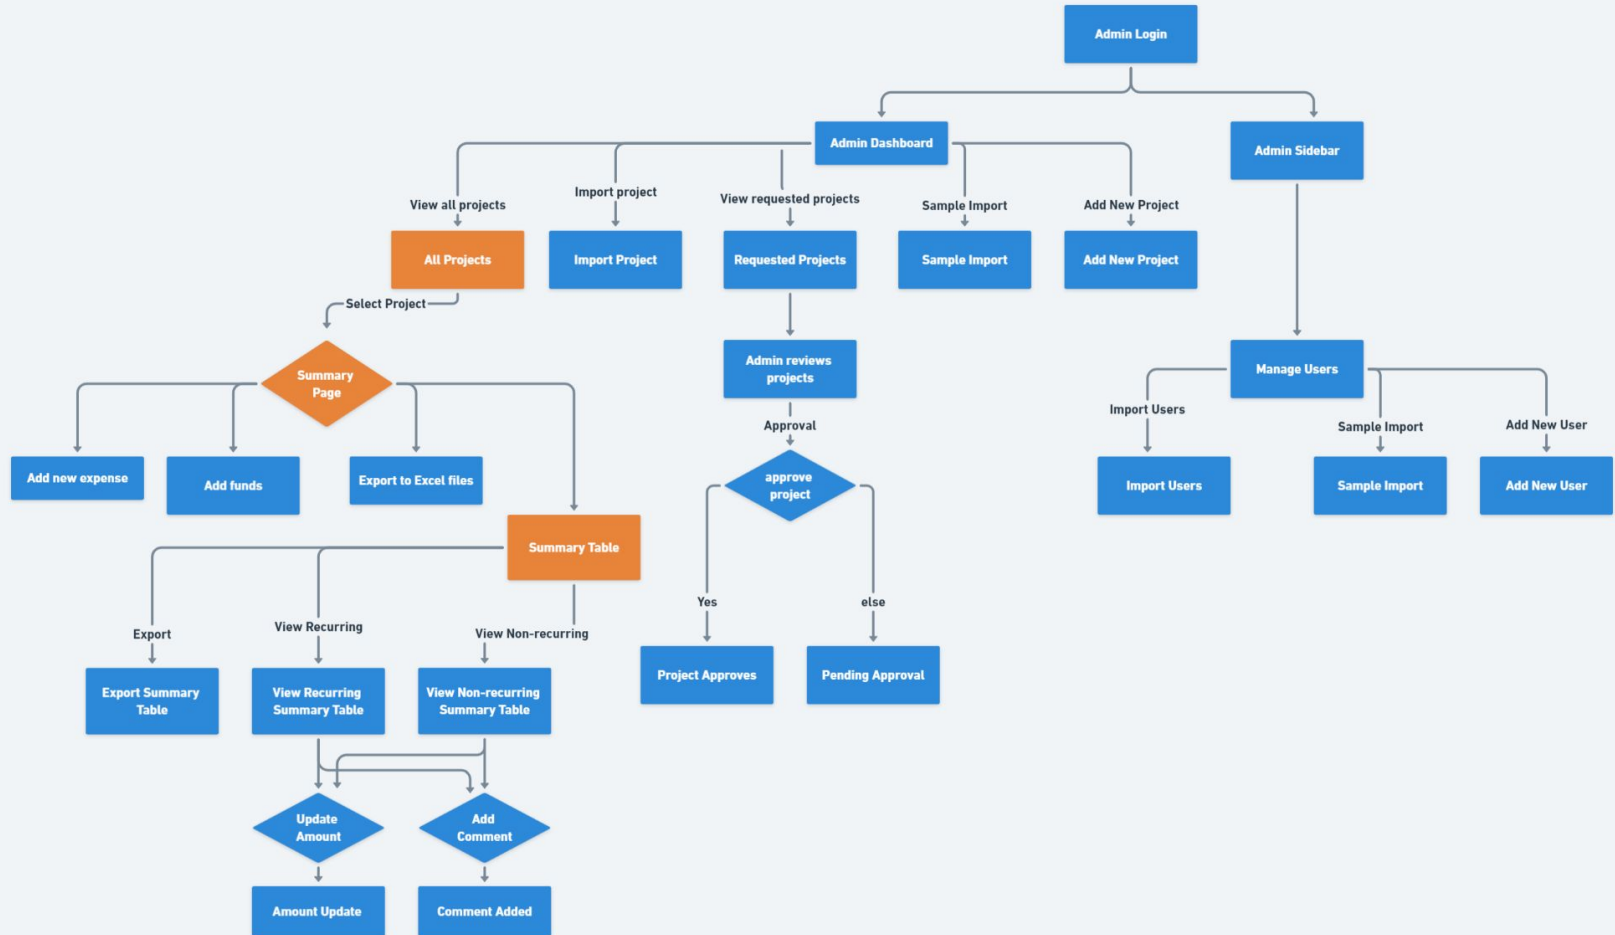 Admin Login
Admin Dashboard
Admin Sidebar
View all projects
Import project
View requested projects
Sample Import
Add New Project
All Projects
Import Project
Requested Projects
Sample Import
Add New Project
Select Project
Summary
Page
Admin reviews
projects
Manage Users
Import Users
Sample Import
Add New User
Approval
Add new expense
Add funds
Export to Excel files
approve
project
Import Users
Sample Import
Add New User
Summary Table
Yes
else
Export
View Recurring
View Non-recurring
Project Approves
Pending Approval
Export Summary
Table
View Recurring
Summary Table
View Non-recurring
Summary Table
Update
Amount
Add
Comment
Amount Update
Comment Added